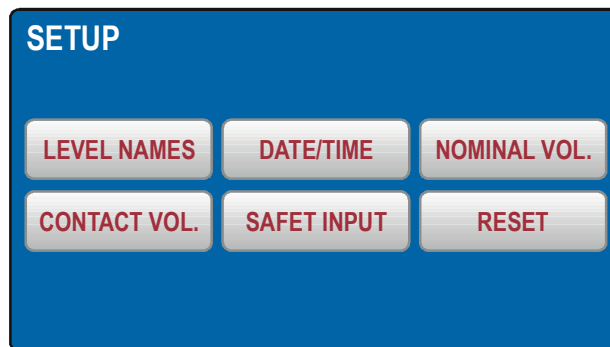 SETUP
LEVEL NAMES DATE/TIME NOMINAL VOL.
CONTACT VOL. SAFET INPUT RESET